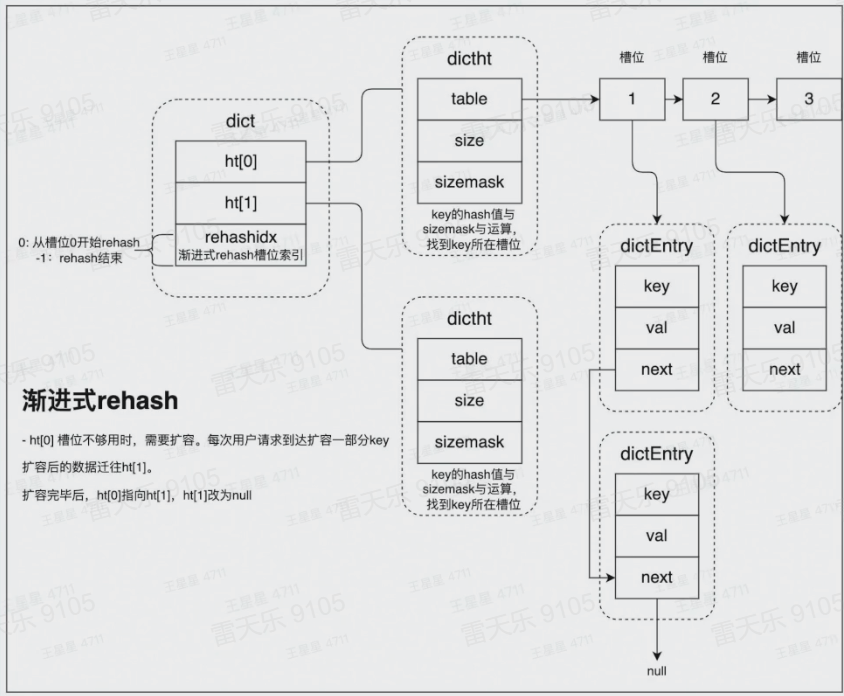 dict
ht[0]
ht[1]
rehashidx
渐进式rehash槽位索引
0: 从槽位0开始rehash
-1：rehash结束
dictht
table
size
sizemask
key的hash值与
sizemask与运算，
找到key所在槽位
槽位
槽位
槽位
1
2
3
dictEntry
key
val
next
dictEntry
key
val
next
dictht
table
size
sizemask
key的hash值与
sizemask与运算，
找到key所在槽位
dictEntry
key
val
next
null
渐进式rehash
- ht[0] 槽位不够用时，需要扩容。每次用户请求到达扩容一部分key
扩容后的数据迁往ht[1]。
扩容完毕后，ht[0]指向ht[1]，ht[1]改为null
雷天乐 9105
王星星 4711